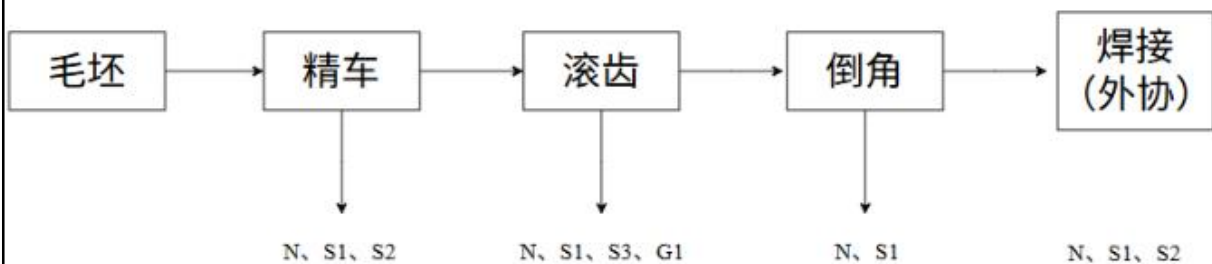 毛坯
精车
滚齿
倒角
焊接
（外协）
N、S1、S2
N、S1、S3、G1
N、S1
N、S1、S2